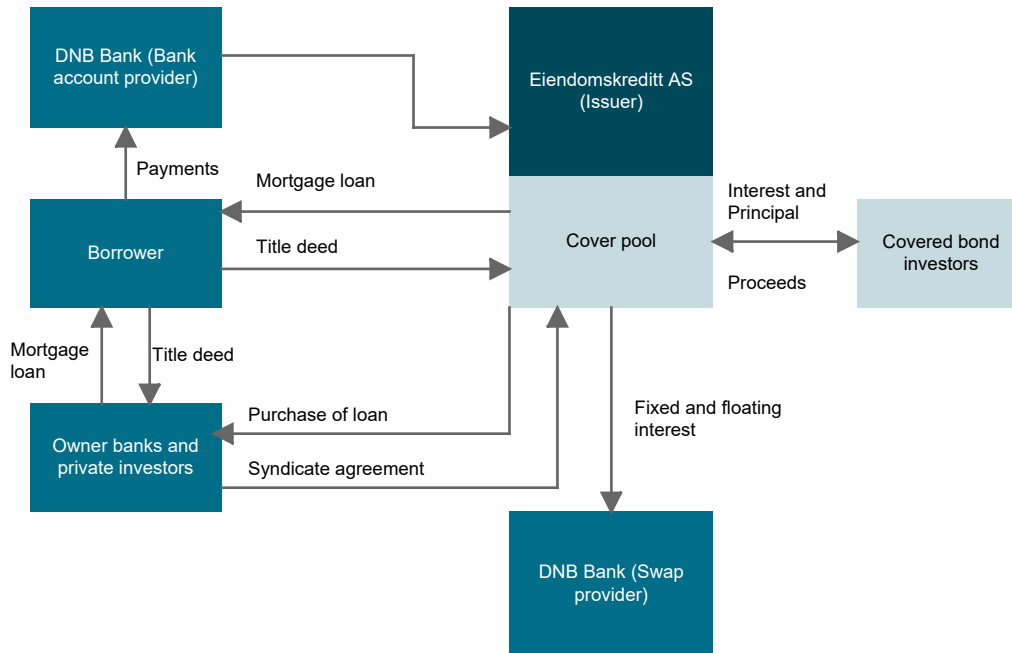 DNB Bank (Bank
account provider)
Eiendomskreditt AS
(Issuer)
Payments
Mortgage loan
Interest and
Principal
Borrower
Title deed
Cover pool
Covered bond
investors
Proceeds
Mortgage
loan
Title deed
Purchase of loan
Fixed and floating
interest
Owner banks and
private investors
Syndicate agreement
DNB Bank (Swap
provider)